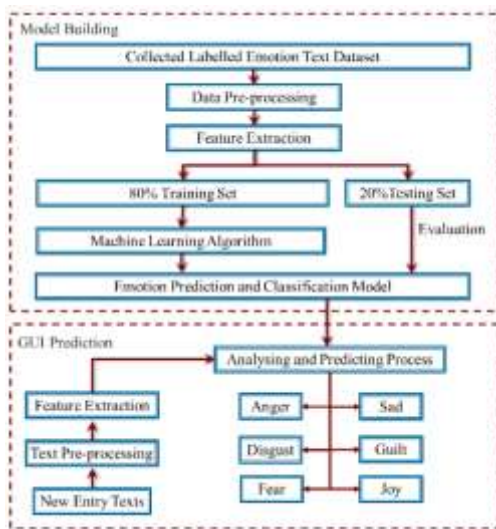 Model Building
Collected Labelled Emotion Text Dataset
Data Pre-processing
Feature Extraction
80% Training Set
20%Testing Set
Machine Learning Algorithm
Evaluation
Emotion Prediction and Classification Model
GUI Prediction
Analysing and Predicting Process
Feature Extraction
Text Pre-processing
New Entry Texts
Anger
Sad
Disgust
Guilt
Fear
Joy